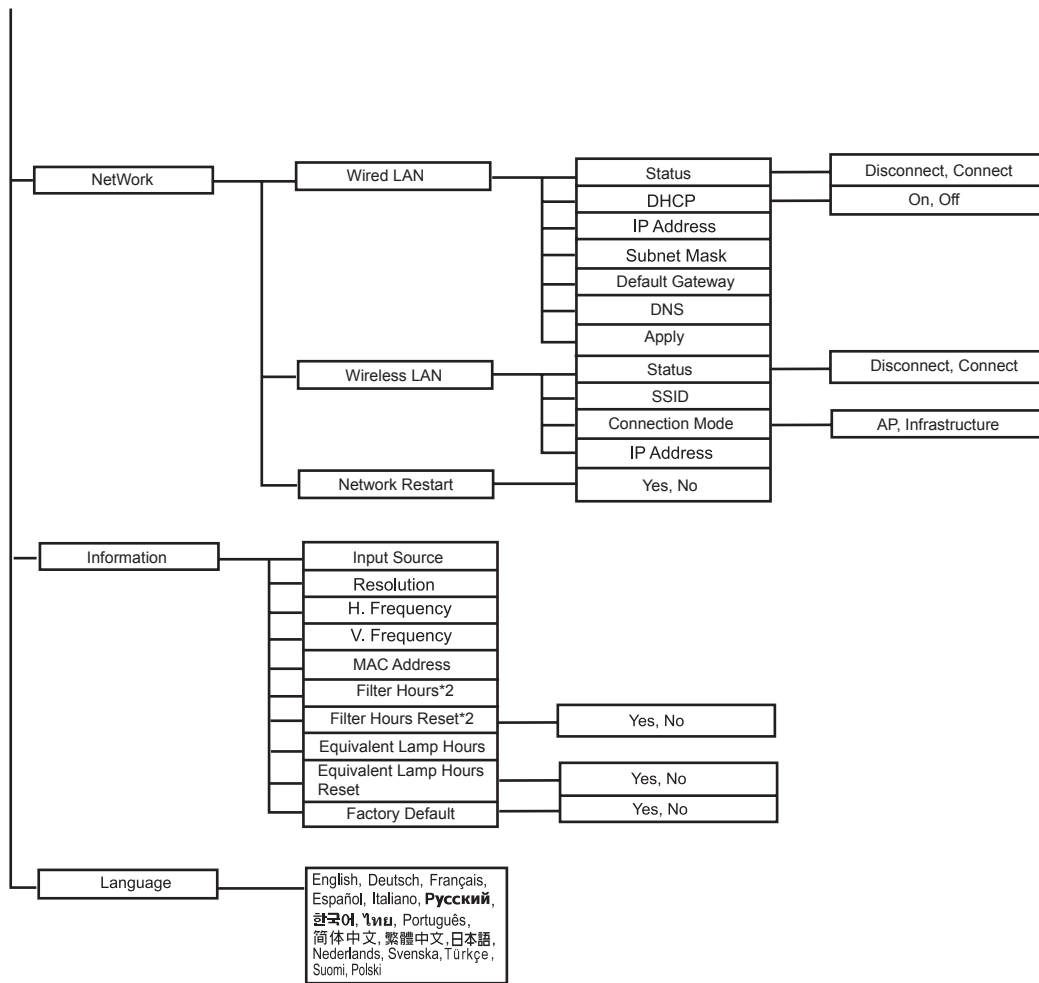 NetWork
Wired LAN
Status
Disconnect, Connect
DHCP
On, Off
IP Address
Subnet Mask
Default Gateway
DNS
Apply
Wireless LAN
Status
Disconnect, Connect
SSID
Connection Mode
AP, Infrastructure
IP Address
Network Restart
Yes, No
Information
Input Source
Resolution
H. Frequency
V. Frequency
MAC Address
Filter Hours*2
Filter Hours Reset*2
Yes, No
Equivalent Lamp Hours
Equivalent Lamp Hours
Reset
Yes, No
Factory Default
Yes, No
Language
English, Deutsch, Français,
Español, Italiano, Русский,
한국어, ไทย, Português,
简体中文, 繁體中文, 日本語,
Nederlands, Svenska, Türkçe,
Suomi, Polski